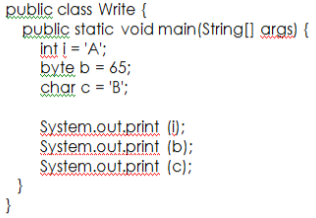 public class Write {
public static void main(String[] args) {
int i = 'A';
byte b = 65;
char c = 'B';
System.out.print (i);
System.out.print (b);
System.out.print (c);
}
}